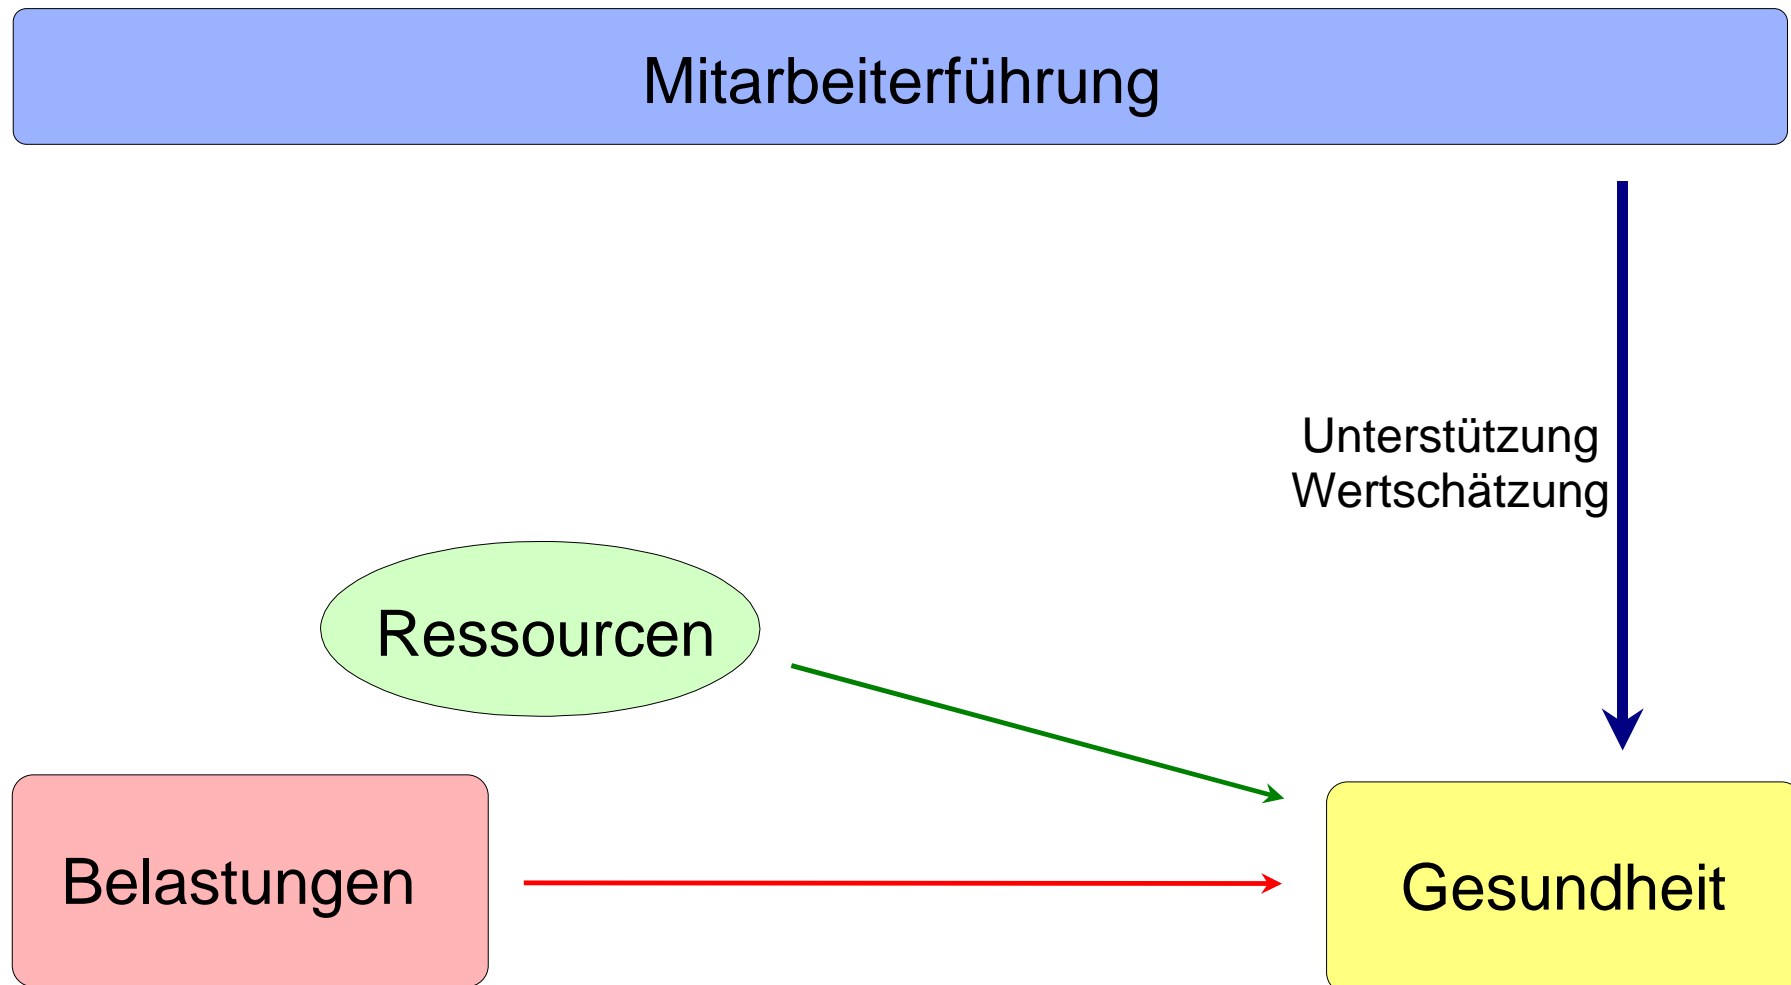 Mitarbeiterführung
Unterstützung
Wertschätzung
Ressourcen
Belastungen
Gesundheit